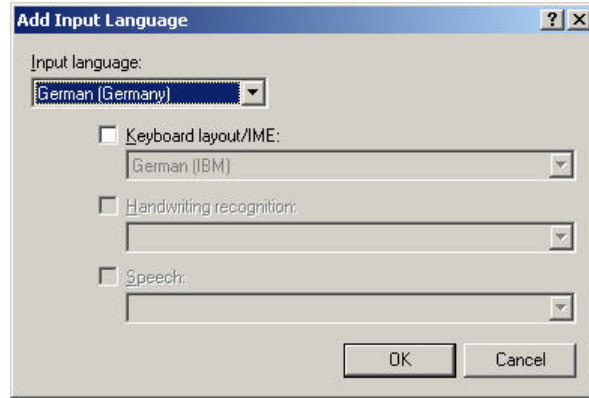 Add Input Language
Input language:
German (Germany)
Keyboard layout/IME:
German (IBM)
Handwriting recognition:
Speech:
OK Cancel